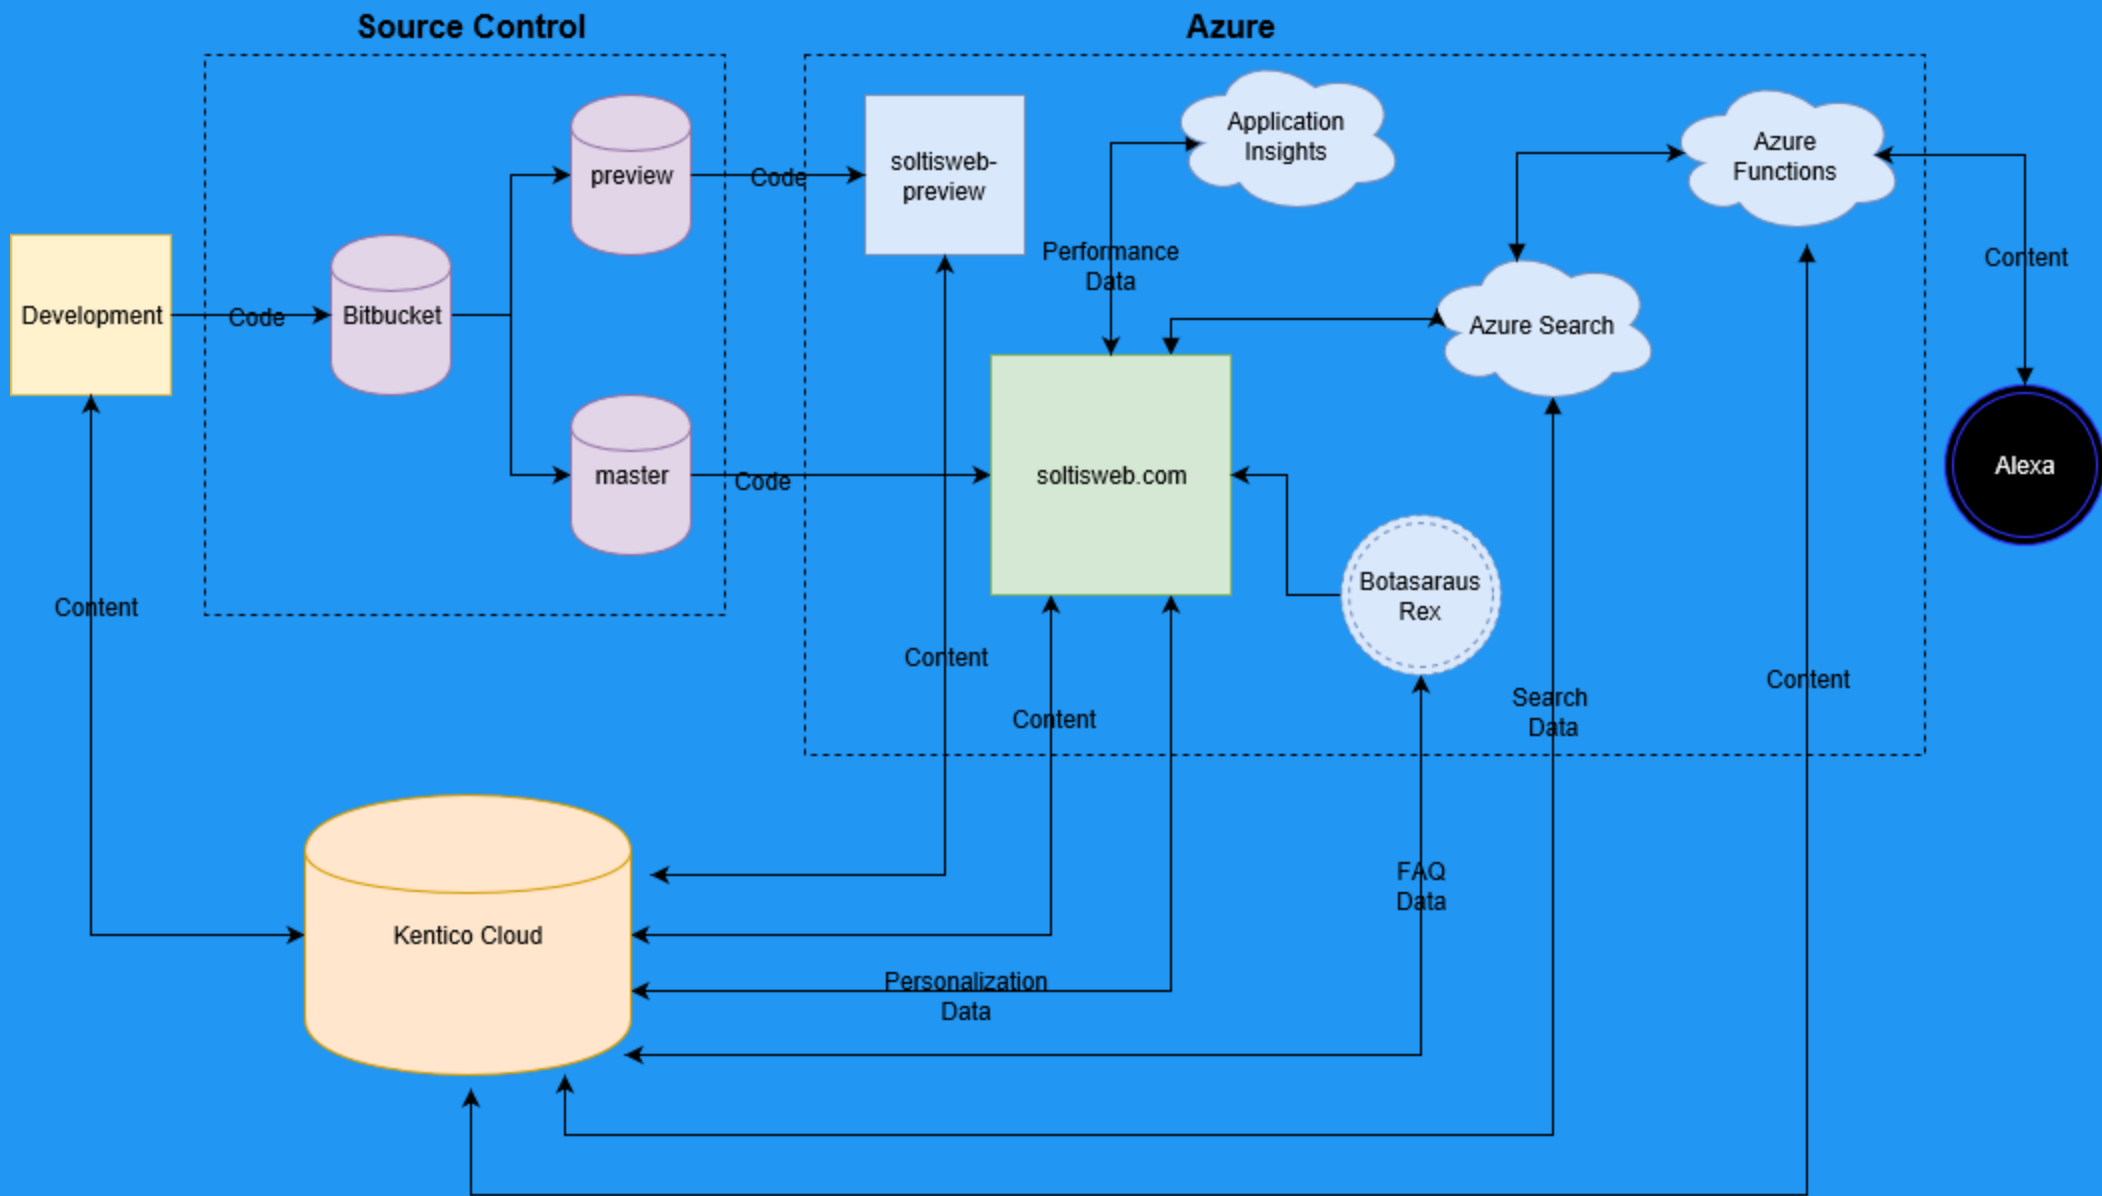 Source Control
Azure
preview
Code
soltisweb-
preview
Application
Insights
Azure
Functions
Performance
Data
Content
Development
Code
Bitbucket
Azure Search
master
Code
soltisweb.com
Alexa
Botasaraus
Rex
Content
Content
Content
Search
Data
Content
FAQ
Data
Kentico Cloud
Personalization
Data